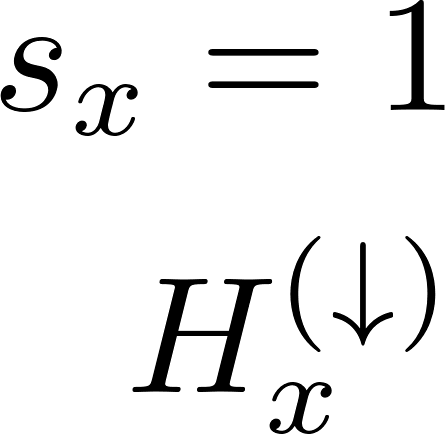 s_x = 1
H_x^{(↓)}